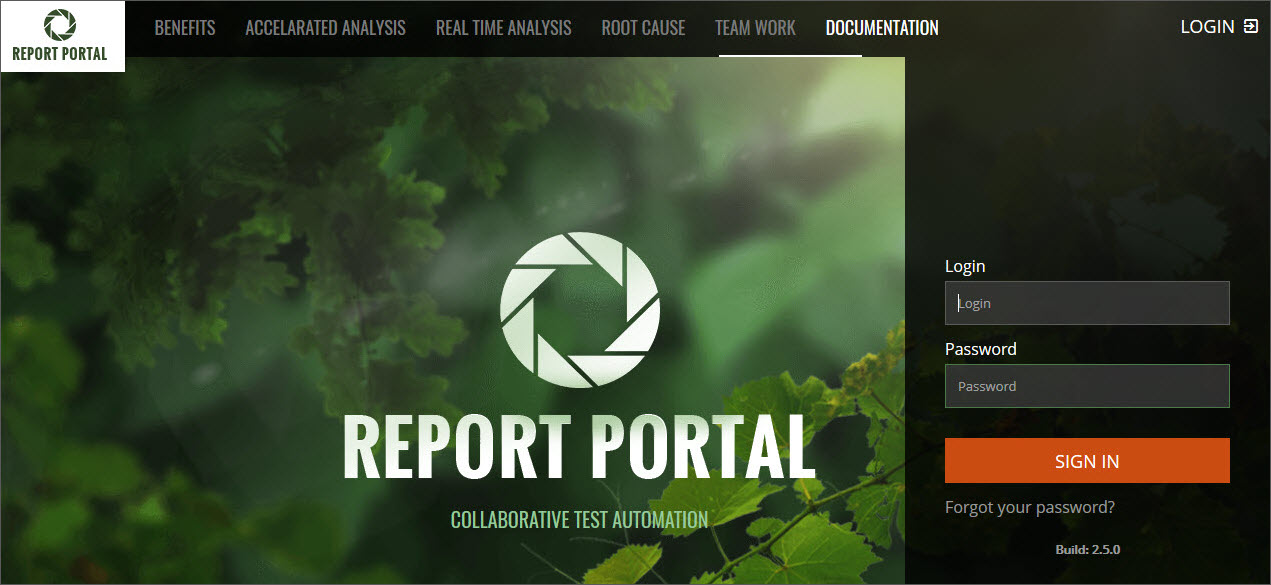 REPORT PORTAL
BENEFITS
ACCELARATED ANALYSIS
REAL TIME ANALYSIS
ROOT CAUSE
TEAM WORK
DOCUMENTATION
LOGIN
REPORT PORTAL
COLLABORATIVE TEST AUTOMATION
Login
Login
Password
Password
SIGN IN
Forgot your password?
Build: 2.5.0